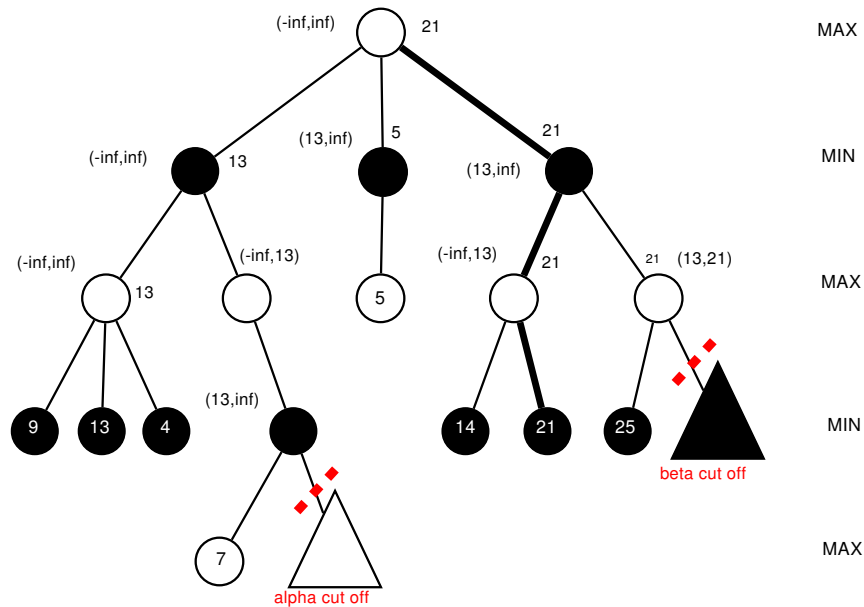 (-inf,inf) 21 MAX
(-inf,inf) 13 (13,inf) 5 21 (13,inf) MIN
(-inf,inf) 13 (-inf,13) 5 (-inf,13) 21 21 (13,21) MAX
9 13 4 (13,inf) 14 21 25 MIN
beta cut off
7 MAX
alpha cut off